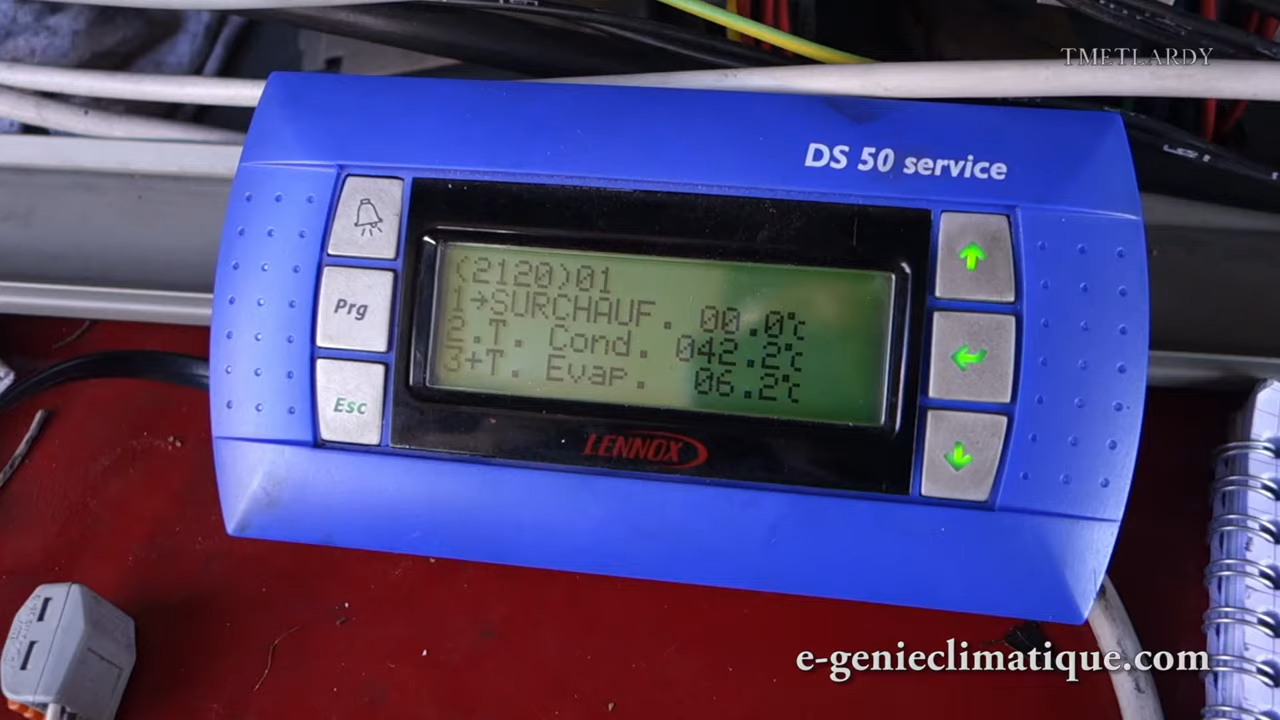 TMETLARDY
DS 50 service
Prg
Esc
(2120)01
1→SURCHAUF. 00.0℃
2.T. Cond. 042.2℃
3+T. Evap. 06.2℃
LENNOX
e-genieclimatique.com